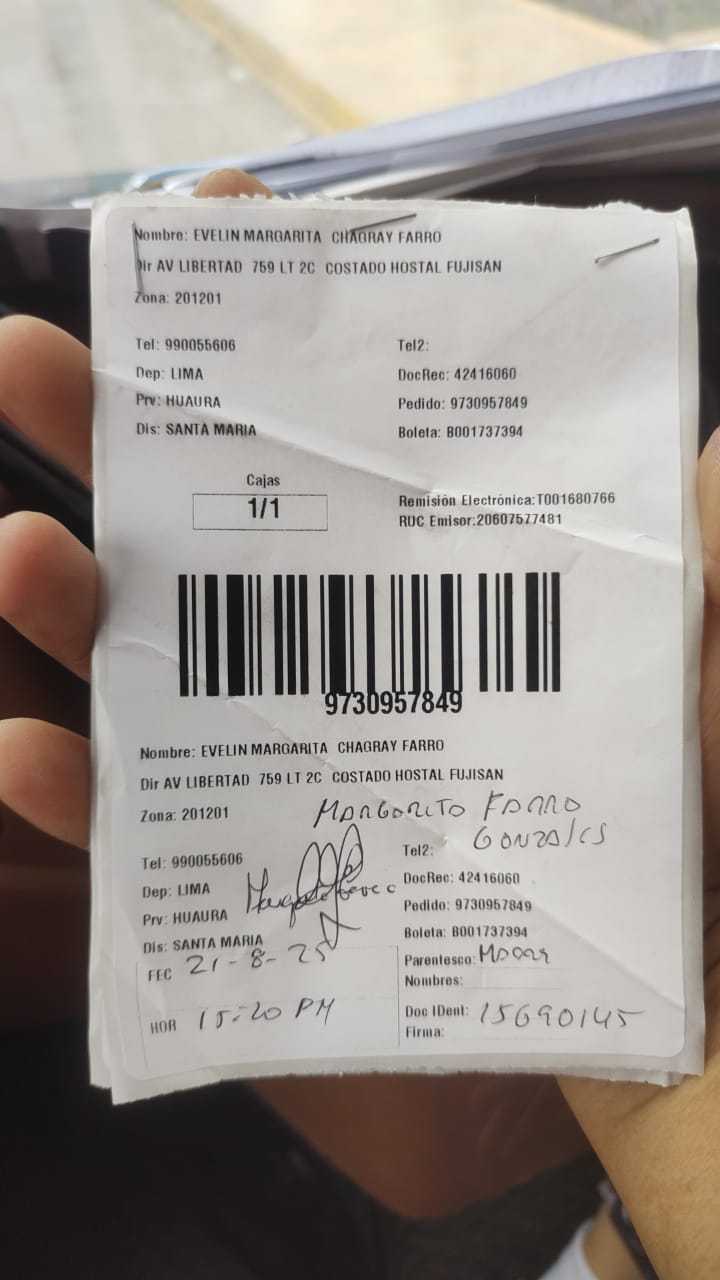 Nombre: EVELIN MARGARITA CHAGRAY FARRO
Dir AV LIBERTAD 759 LT 2C COSTADO HOSTAL FUJISAN
Zona: 201201
Tel: 990055606 Tel2:
Dep: LIMA DocRec: 42416060
Prv: HUAURA Pedido: 9730957849
Dis: SANTA MARIA Boleta: B001737394
Cajas
1/1
Remisión Electrónica:T001680766
RUC Emisor:20607577481
9730957849
Nombre: EVELIN MARGARITA CHAGRAY FARRO
Dir AV LIBERTAD 759 LT 2C COSTADO HOSTAL FUJISAN
Zona: 201201 MARGARITO FARRO
GONZALES
Tel: 990055606 Tel2:
Dep: LIMA DocRec: 42416060
Prv: HUAURA Pedido: 9730957849
Dis: SANTA MARIA Boleta: B001737394
FEC 21-8-25 Parentesco: MADRE
Nombres:
HOR 15:20 PM Doc IDent: 15690145
Firma: